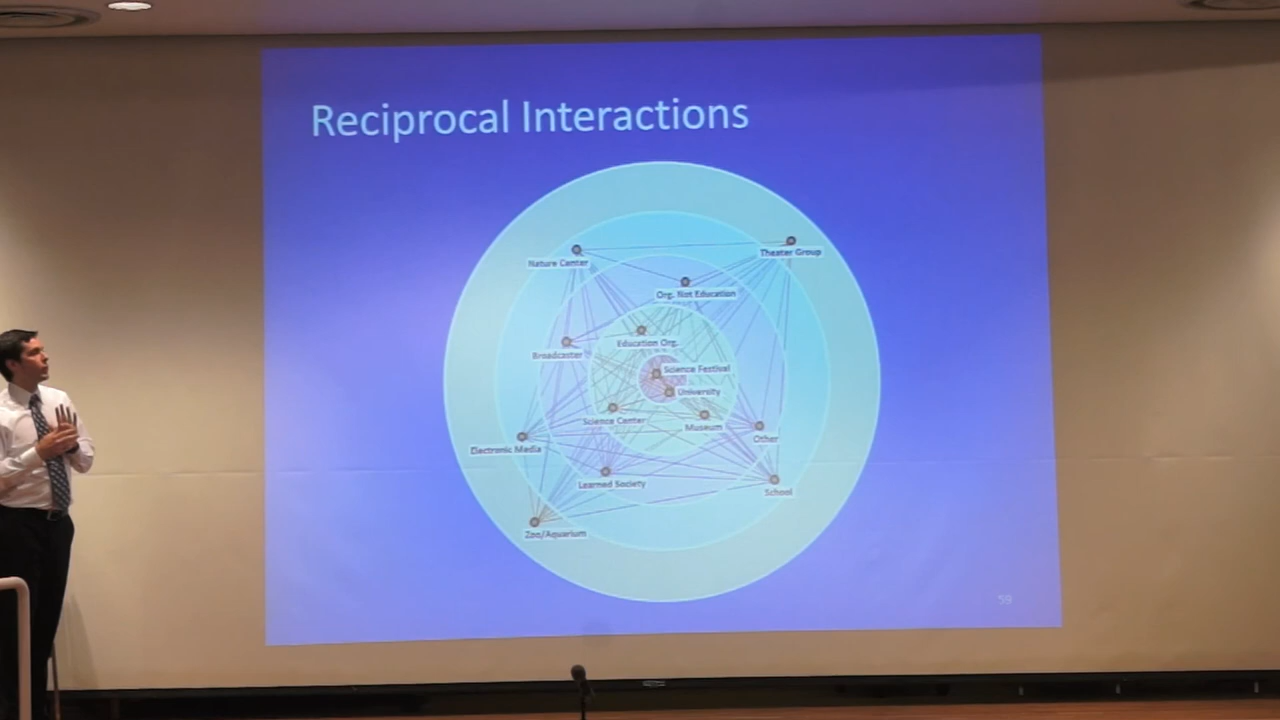 Reciprocal Interactions
Nature Center
Theater Group
Org. Not Education
Education Org.
Broadcaster
Science Festival
University
Science Center
Museum
Other
Electronic Media
Learned Society
School
Zoo/Aquarium
59